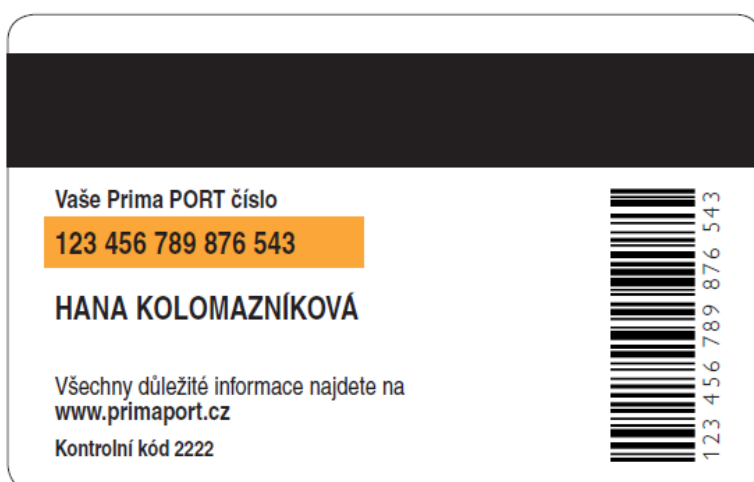 Vaše Prima PORT číslo
123 456 789 876 543
HANA KOLOMAZNÍKOVÁ
Všechny důležité informace najdete na
www.primaport.cz
Kontrolní kód 2222
123 456 789 876 543